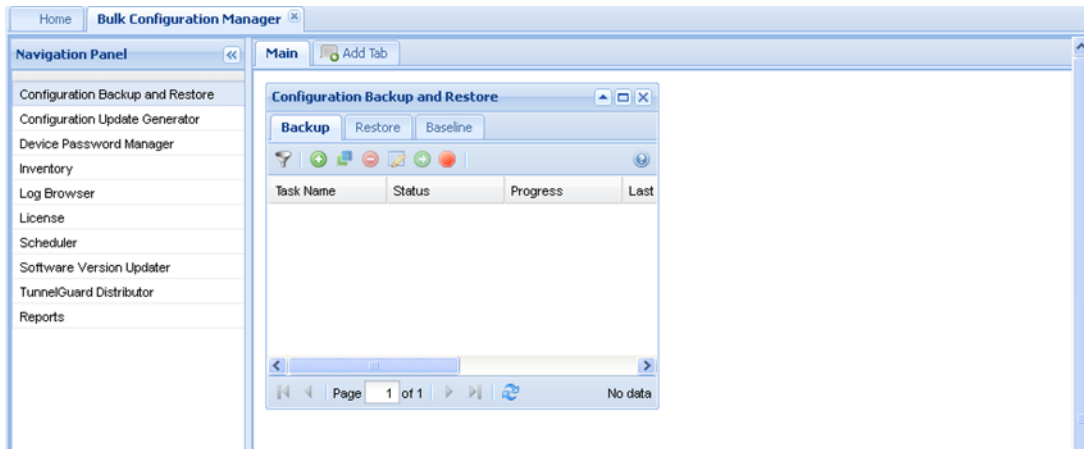 Home Bulk Configuration Manager
Navigation Panel
Main Add Tab
Configuration Backup and Restore
Configuration Update Generator
Device Password Manager
Inventory
Log Browser
License
Scheduler
Software Version Updater
TunnelGuard Distributor
Reports
Configuration Backup and Restore
Backup Restore Baseline
Task Name Status Progress Last
Page 1 of 1 No data